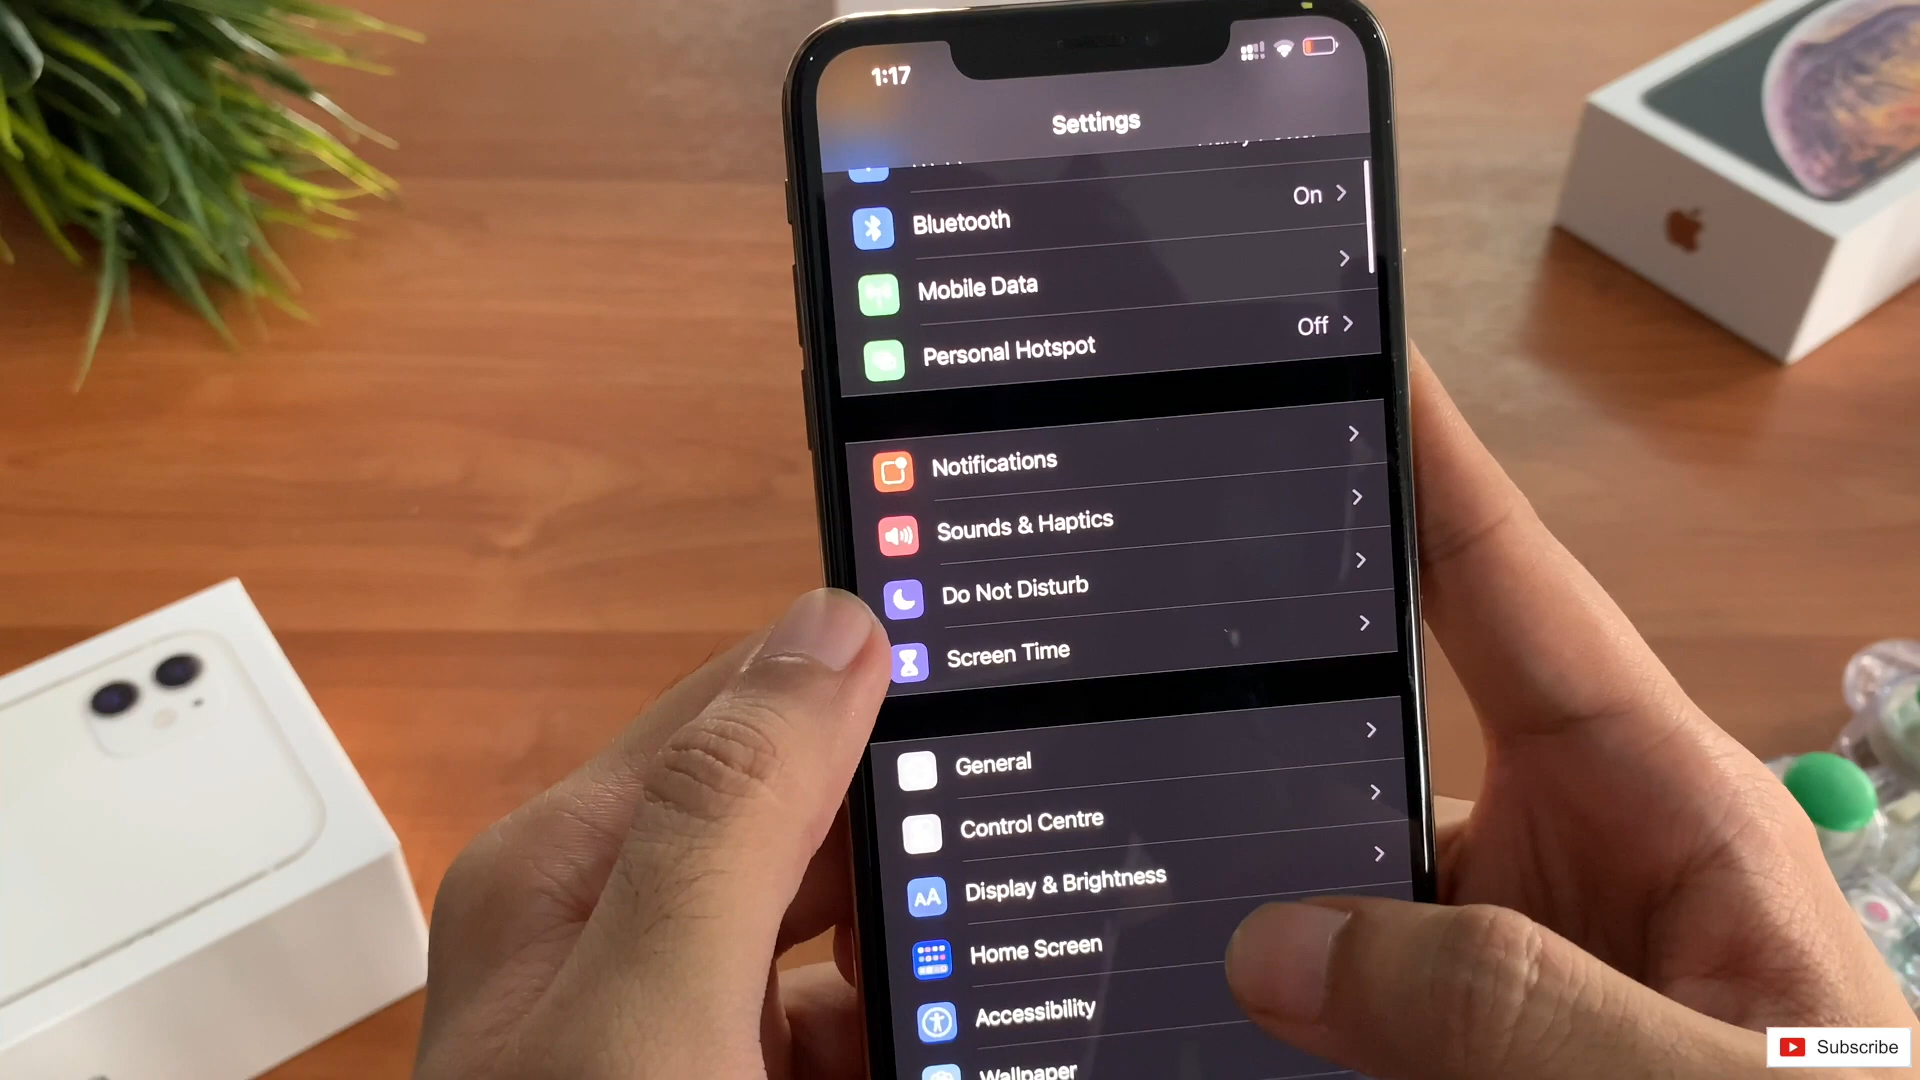 1:17
Settings
Bluetooth
On
Mobile Data
Personal Hotspot
Off
Notifications
Sounds & Haptics
Do Not Disturb
Screen Time
General
Control Centre
AA
Display & Brightness
Home Screen
Accessibility
Wallpaper
Subscribe